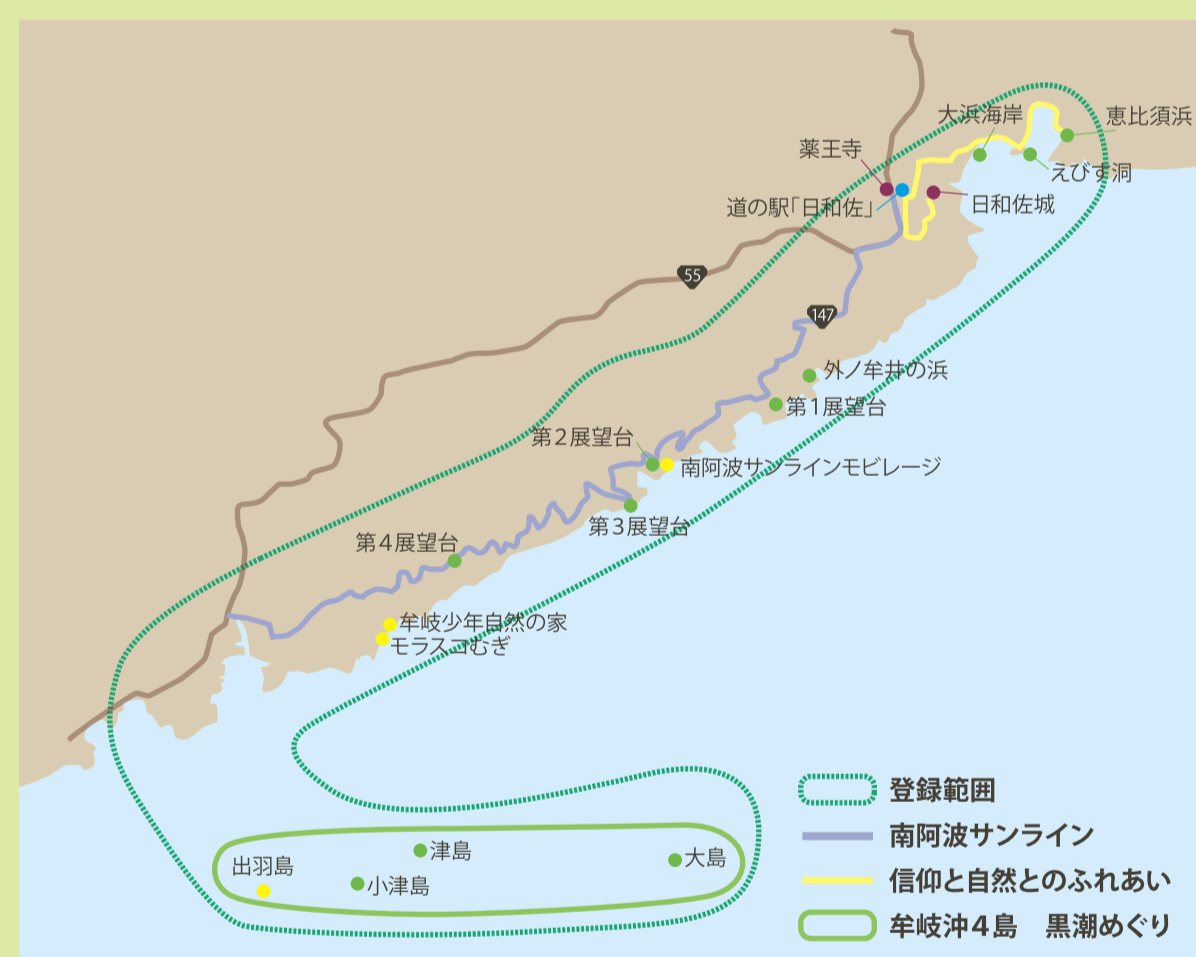 大浜海岸
恵比須浜
薬王寺
えびす洞
道の駅「日和佐」
日和佐城
55
147
外ノ牟井の浜
第1展望台
第2展望台
南阿波サンラインモビレージ
第3展望台
第4展望台
牟岐少年自然の家
モラスコむぎ
登録範囲
南阿波サンライン
津島
大島
出羽島
小津島
信仰と自然とのふれあい
牟岐沖4島　黒潮めぐり